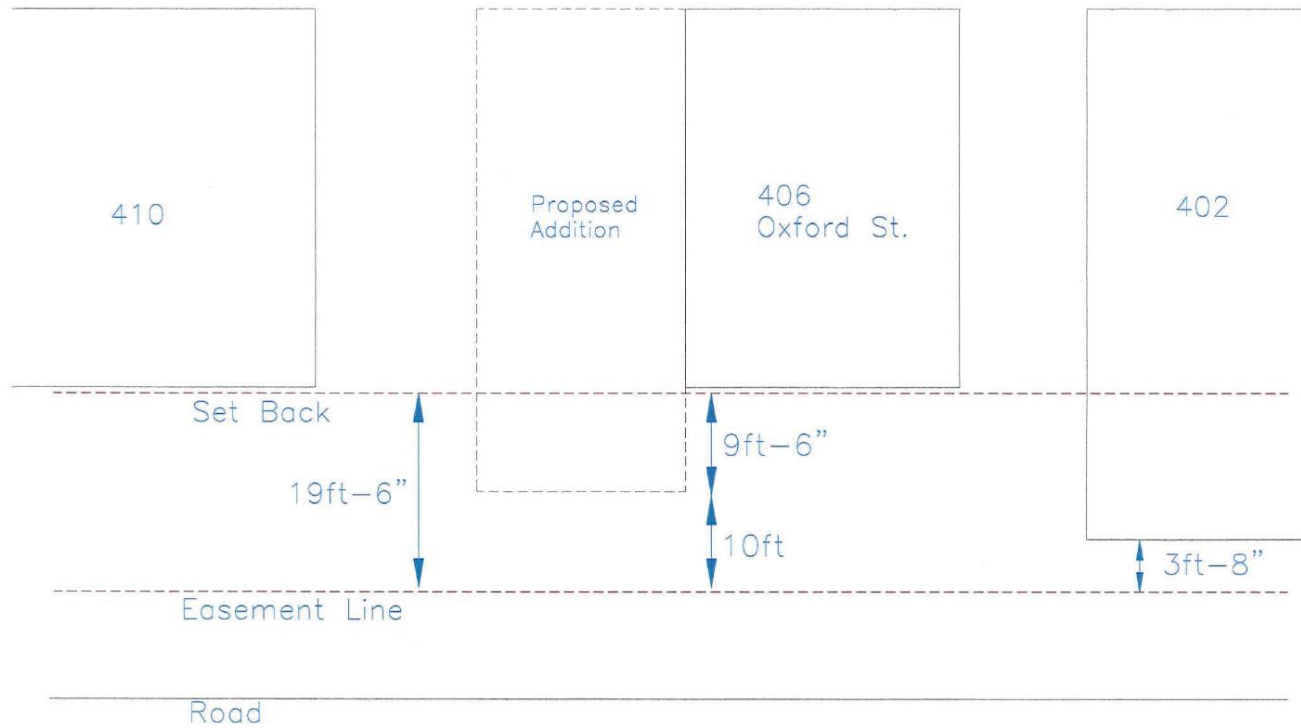 410
Proposed
Addition
406
Oxford St.
402
Set Back
9ft-6”
19ft-6”
10ft
3ft-8”
Easement Line
Road